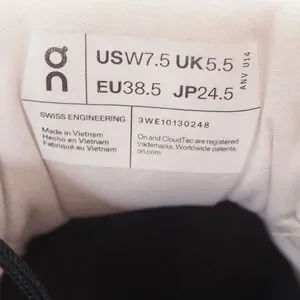 on
USW7.5 UK5.5
EU38.5 JP24.5
ANV U14
SWISS ENGINEERING
3WE10130248
Made in Vietnam
Hecho en Vietnam
Fabriqué au Vietnam
On and CloudTec are registered
trademarks. Worldwide patents.
on.com